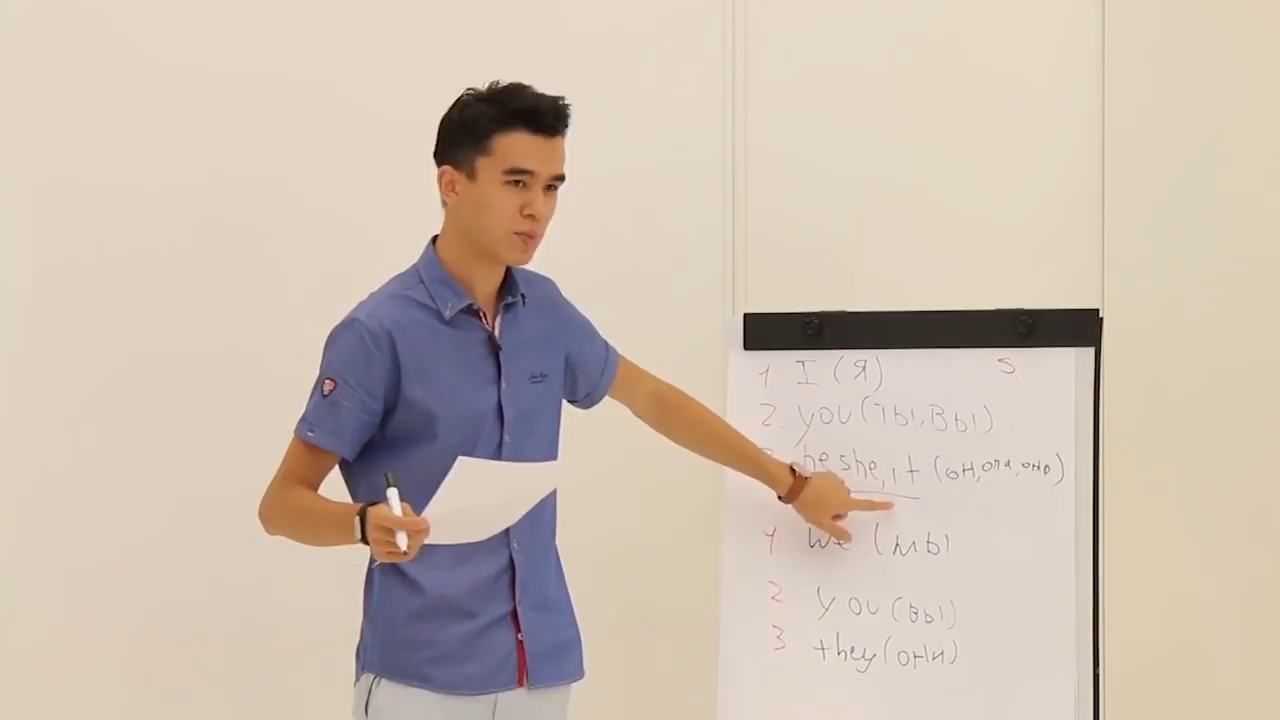 1 I (Я) S.
2. you (Ты, Вы)
he she, it (он, она, оно)
1 we (мы
2 you (Вы)
3 they (они)